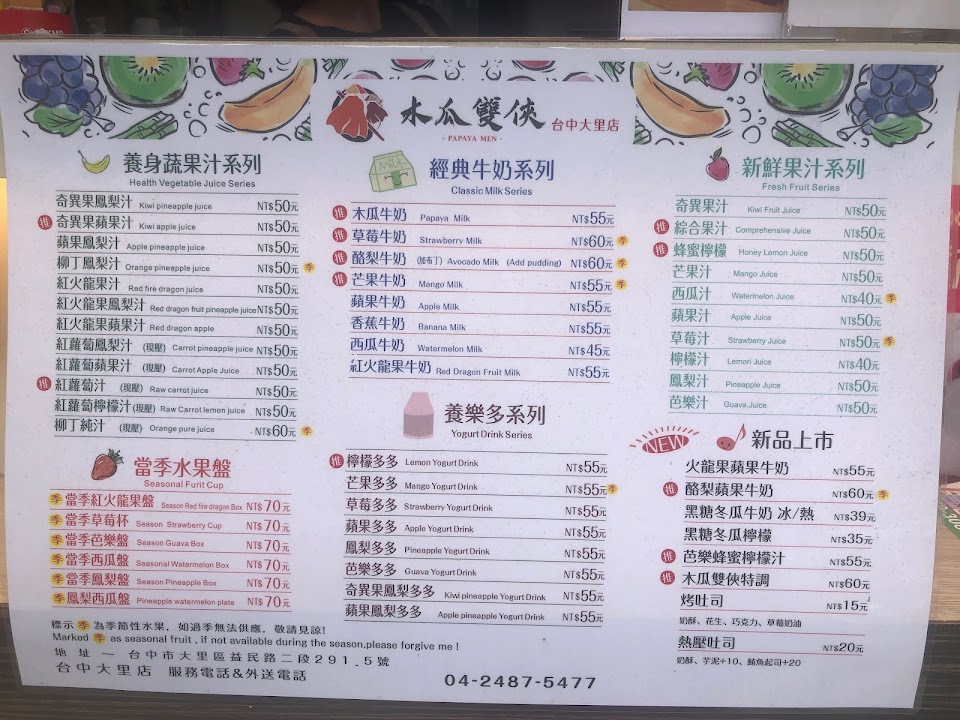 木瓜雙俠 台中大里店
- PAPAYA MEN -
養身蔬果汁系列
Health Vegetable Juice Series
奇異果鳳梨汁 Kiwi pineapple juice NT$50元
推 奇異果蘋果汁 Kiwi apple juice NT$50元
蘋果鳳梨汁 Apple pineapple juice NT$50元
柳丁鳳梨汁 Orange pineapple juice NT$50元 季
紅火龍果汁 Red fire dragon juice NT$50元
紅火龍果鳳梨汁 Red dragon fruit pineapple juice NT$50元
紅火龍果蘋果汁 Red dragon apple NT$50元
紅蘿蔔鳳梨汁 (現壓) Carrot pineapple juice NT$50元
紅蘿蔔蘋果汁 (現壓) Carrot Apple Juice NT$50元
推 紅蘿蔔汁 (現壓) Raw carrot juice NT$50元
紅蘿蔔檸檬汁 (現壓) Raw Carrot lemon juice NT$50元
柳丁純汁 (現壓) Orange pure juice NT$60元 季
當季水果盤
Seasonal Furit Cup
季 當季紅火龍果盤 Season Red fire dragon Box NT$ 70元
季 當季草莓杯 Season Strawberry Cup NT$ 70元
季 當季芭樂盤 Season Guava Box NT$ 70元
季 當季西瓜盤 Seasonal Watermelon Box NT$ 70元
季 當季鳳梨盤 Season Pineapple Box NT$ 70元
季 鳳梨西瓜盤 Pineapple watermelon plate NT$ 70元
經典牛奶系列
Classic Milk Series
推 木瓜牛奶 Papaya Milk NT$55元
推 草莓牛奶 Strawberry Milk NT$60元 季
推 酪梨牛奶 (加布丁) Avocado Milk (Add pudding) NT$60元 季
推 芒果牛奶 Mango Milk NT$55元 季
蘋果牛奶 Apple Milk NT$55元
香蕉牛奶 Banana Milk NT$55元
西瓜牛奶 Watermelon Milk NT$45元
紅火龍果牛奶 Red Dragon Fruit Milk NT$55元
養樂多系列
Yogurt Drink Series
推 檸檬多多 Lemon Yogurt Drink NT$55元
芒果多多 Mango Yogurt Drink NT$55元 季
草莓多多 Strawberry Yogurt Drink NT$55元
蘋果多多 Apple Yogurt Drink NT$55元
鳳梨多多 Pineapple Yogurt Drink NT$55元
芭樂多多 Guava Yogurt Drink NT$55元
奇異果鳳梨多多 Kiwi pineapple Yogurt Drink NT$55元
蘋果鳳梨多多 Apple pineapple Yogurt Drink NT$55元
新鮮果汁系列
Fresh Fruit Series
奇異果汁 Kiwi Fruit Juice NT$50元
推 綜合果汁 Comprehensive Juice NT$50元
推 蜂蜜檸檬 Honey Lemon Juice NT$50元
芒果汁 Mango Juice NT$50元
西瓜汁 Watermelon Juice NT$40元 季
蘋果汁 Apple Juice NT$50元
草莓汁 Strawberry Juice NT$50元 季
檸檬汁 Lemon Juice NT$40元
鳳梨汁 Pineapple Juice NT$50元
芭樂汁 Guava Juice NT$50元
NEW 新品上市
火龍果蘋果牛奶 NT$55元
推 酪梨蘋果牛奶 NT$60元 季
黑糖冬瓜牛奶 冰/熱 NT$39元
黑糖冬瓜檸檬 NT$35元
推 芭樂蜂蜜檸檬汁 NT$55元
推 木瓜雙俠特調 NT$60元
烤吐司 NT$15元
奶酥、花生、巧克力、草莓奶油
熱壓吐司 NT$20元
奶酥、芋泥+10、鮪魚起司+20
標示 季 為季節性水果，如過季無法供應，敬請見諒!
Marked 季 as seasonal fruit , if not available during the season,please forgive me !
地 址 — 台中市大里區益民路二段291.5號
台中大里店 服務電話&外送電話 04-2487-5477